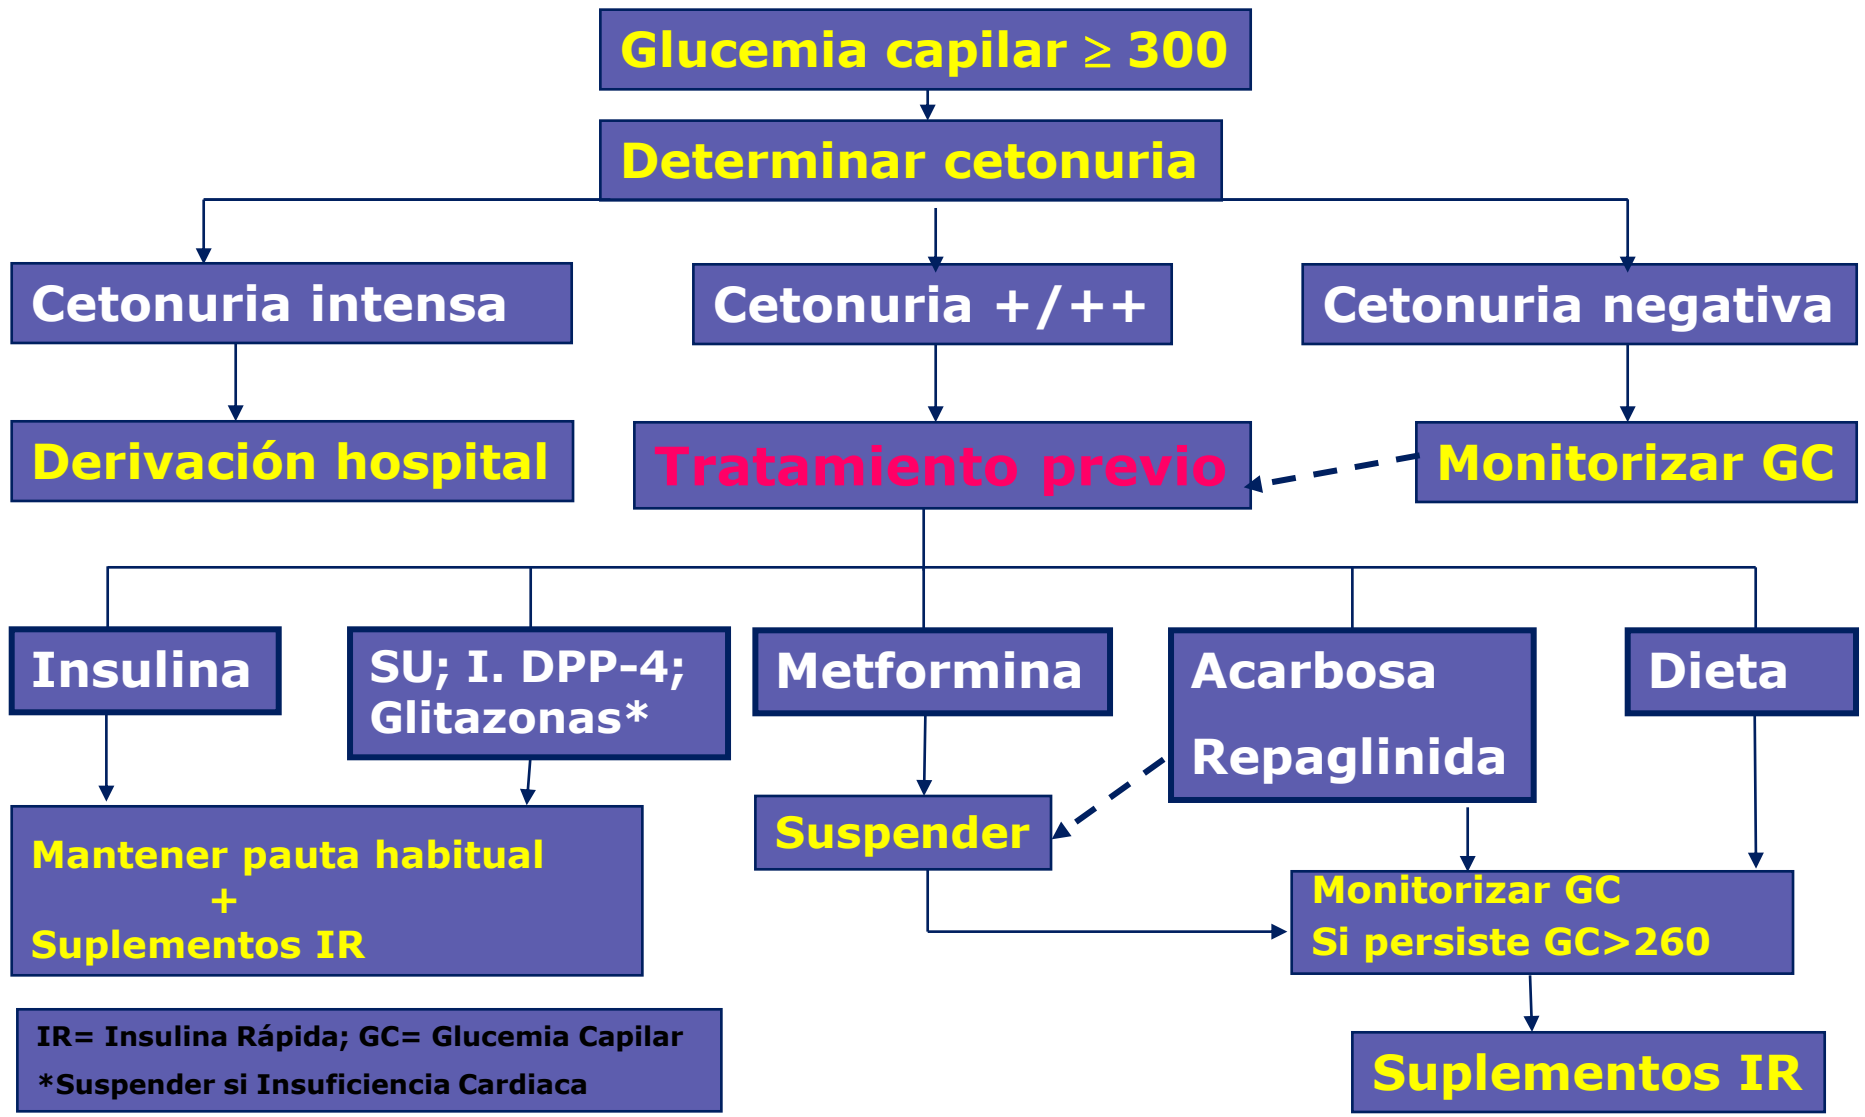 Glucemia capilar ≥ 300
Determinar cetonuria
Cetonuria intensa
Cetonuria +/++
Cetonuria negativa
Derivación hospital
Tratamiento previo
Monitorizar GC
Insulina
SU; I. DPP-4;
Glitazonas*
Metformina
Acarbosa
Repaglinida
Dieta
Mantener pauta habitual
+
Suplementos IR
Suspender
Monitorizar GC
Si persiste GC>260
Suplementos IR
IR= Insulina Rápida; GC= Glucemia Capilar
*Suspender si Insuficiencia Cardiaca